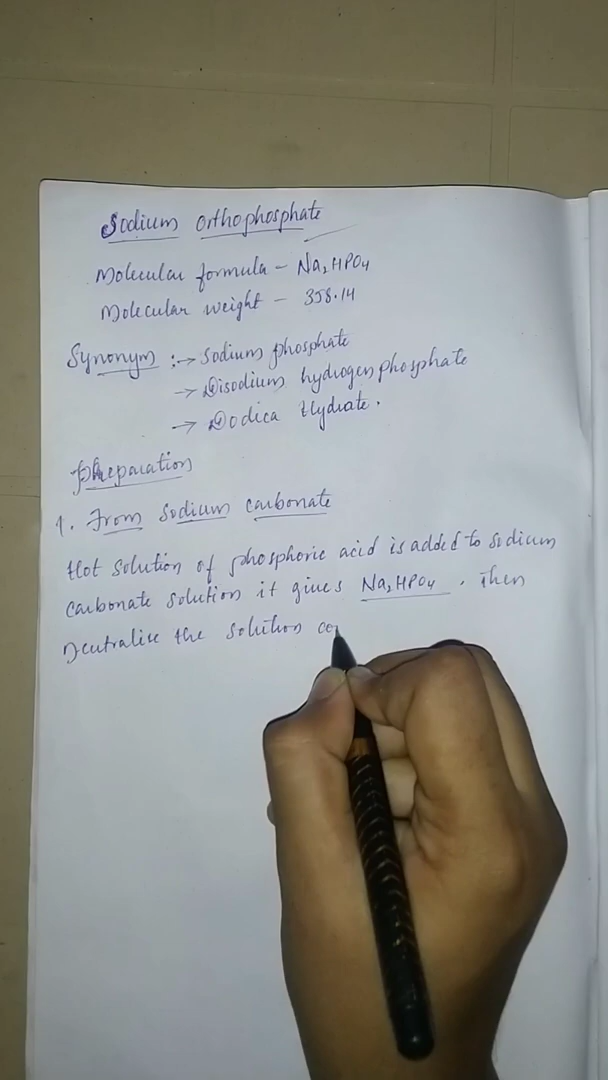 Sodium orthophosphate
Molecular formula - Na2HPO4
Molecular weight - 358.14
Synonym :-> Sodium phosphate
-> Disodium hydrogen phosphate
-> Dodica Hydrate.
Preparation
1. From Sodium carbonate
Hot solution of phosphoric acid is added to sodium
carbonate solution it gives Na2HPO4. Then
neutralise the solution co